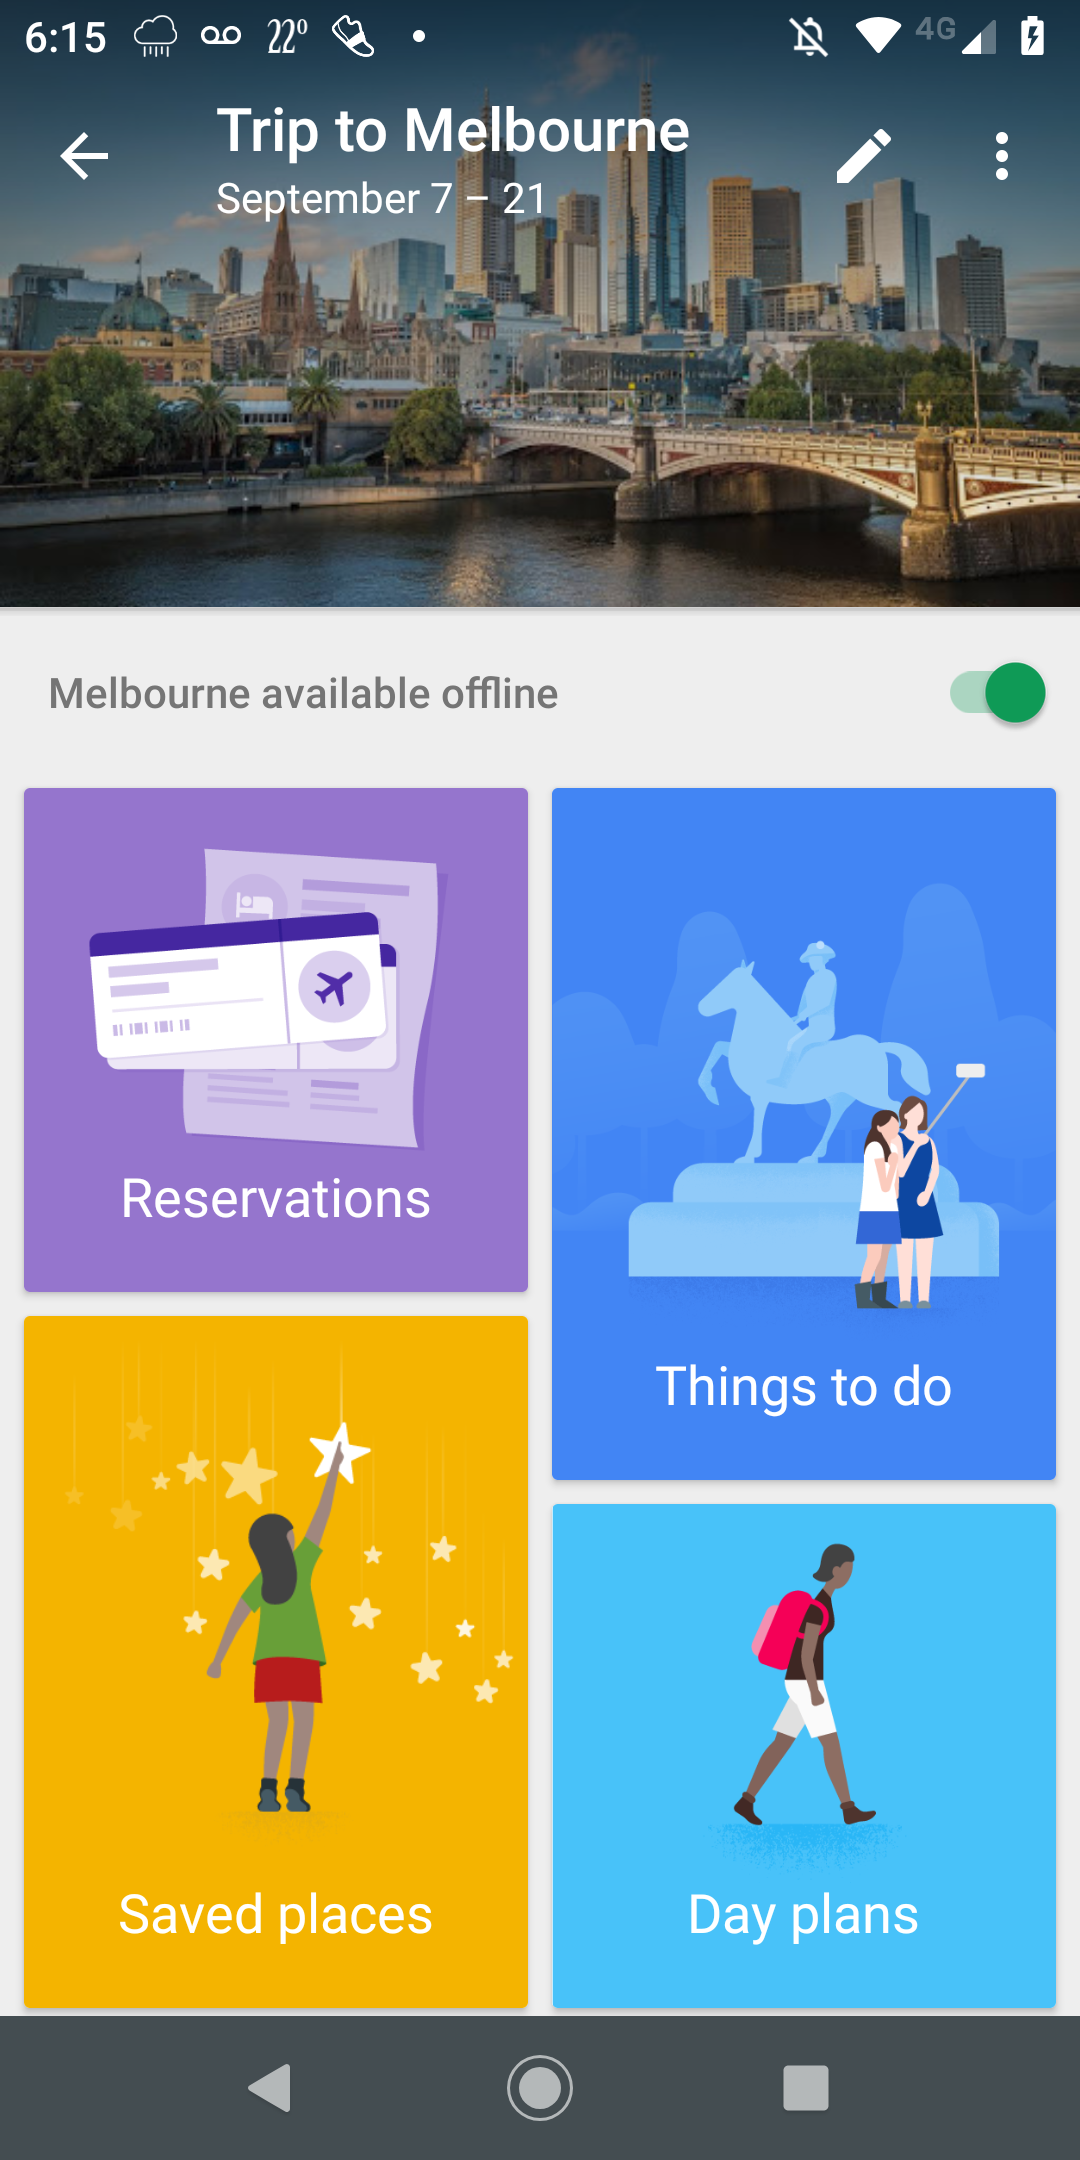 6:15 22° 4G
Trip to Melbourne
September 7 – 21
Melbourne available offline
Reservations
Things to do
Saved places
Day plans